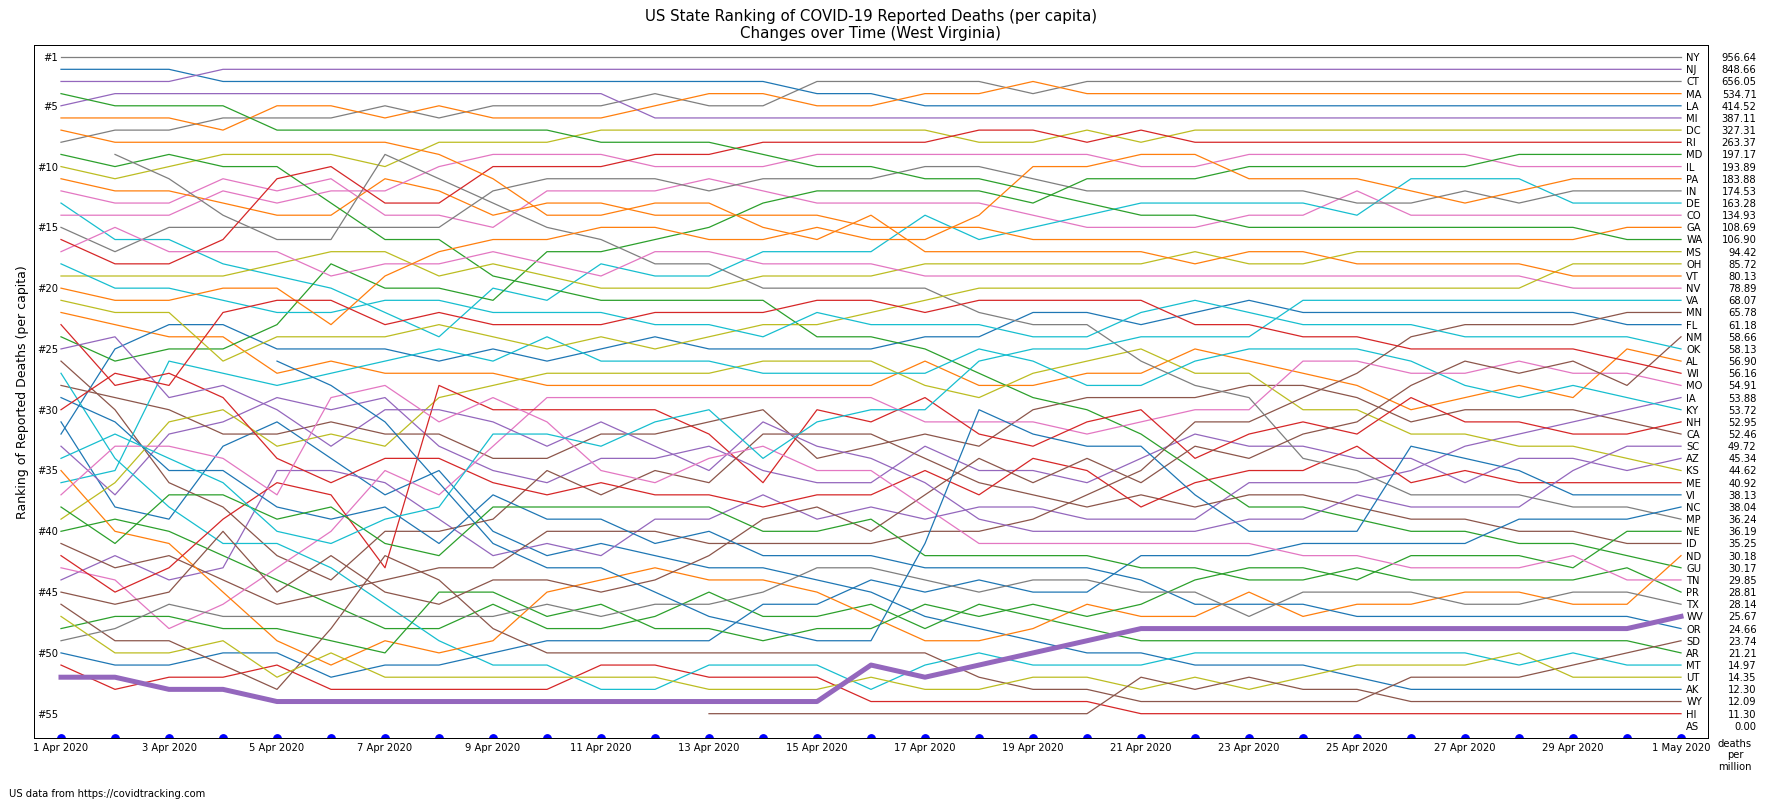 US State Ranking of COVID-19 Reported Deaths (per capita)
Changes over Time (West Virginia)
Ranking of Reported Deaths (per capita)
#1
#5
#10
#15
#20
#25
#30
#35
#40
#45
#50
#55
NY 956.64
NJ 848.66
CT 656.05
MA 534.71
LA 414.52
MI 387.11
DC 327.31
RI 263.37
MD 197.17
IL 193.89
PA 183.88
IN 174.53
DE 163.28
CO 134.93
GA 108.69
WA 106.90
MS 94.42
OH 85.72
VT 80.13
NV 78.89
VA 68.07
MN 65.78
FL 61.18
NM 58.66
OK 58.13
AL 56.90
WI 56.16
MO 54.91
IA 53.88
KY 53.72
NH 52.95
CA 52.46
SC 49.72
AZ 45.34
KS 44.62
ME 40.92
VI 38.13
NC 38.04
MP 36.24
NE 36.19
ID 35.25
ND 30.18
GU 30.17
TN 29.85
PR 28.81
TX 28.14
WV 25.67
OR 24.66
SD 23.74
AR 21.21
MT 14.97
UT 14.35
AK 12.30
WY 12.09
HI 11.30
AS 0.00
1 Apr 2020 3 Apr 2020 5 Apr 2020 7 Apr 2020 9 Apr 2020 11 Apr 2020 13 Apr 2020 15 Apr 2020 17 Apr 2020 19 Apr 2020 21 Apr 2020 23 Apr 2020 25 Apr 2020 27 Apr 2020 29 Apr 2020 1 May 2020
deaths
per
million
US data from https://covidtracking.com